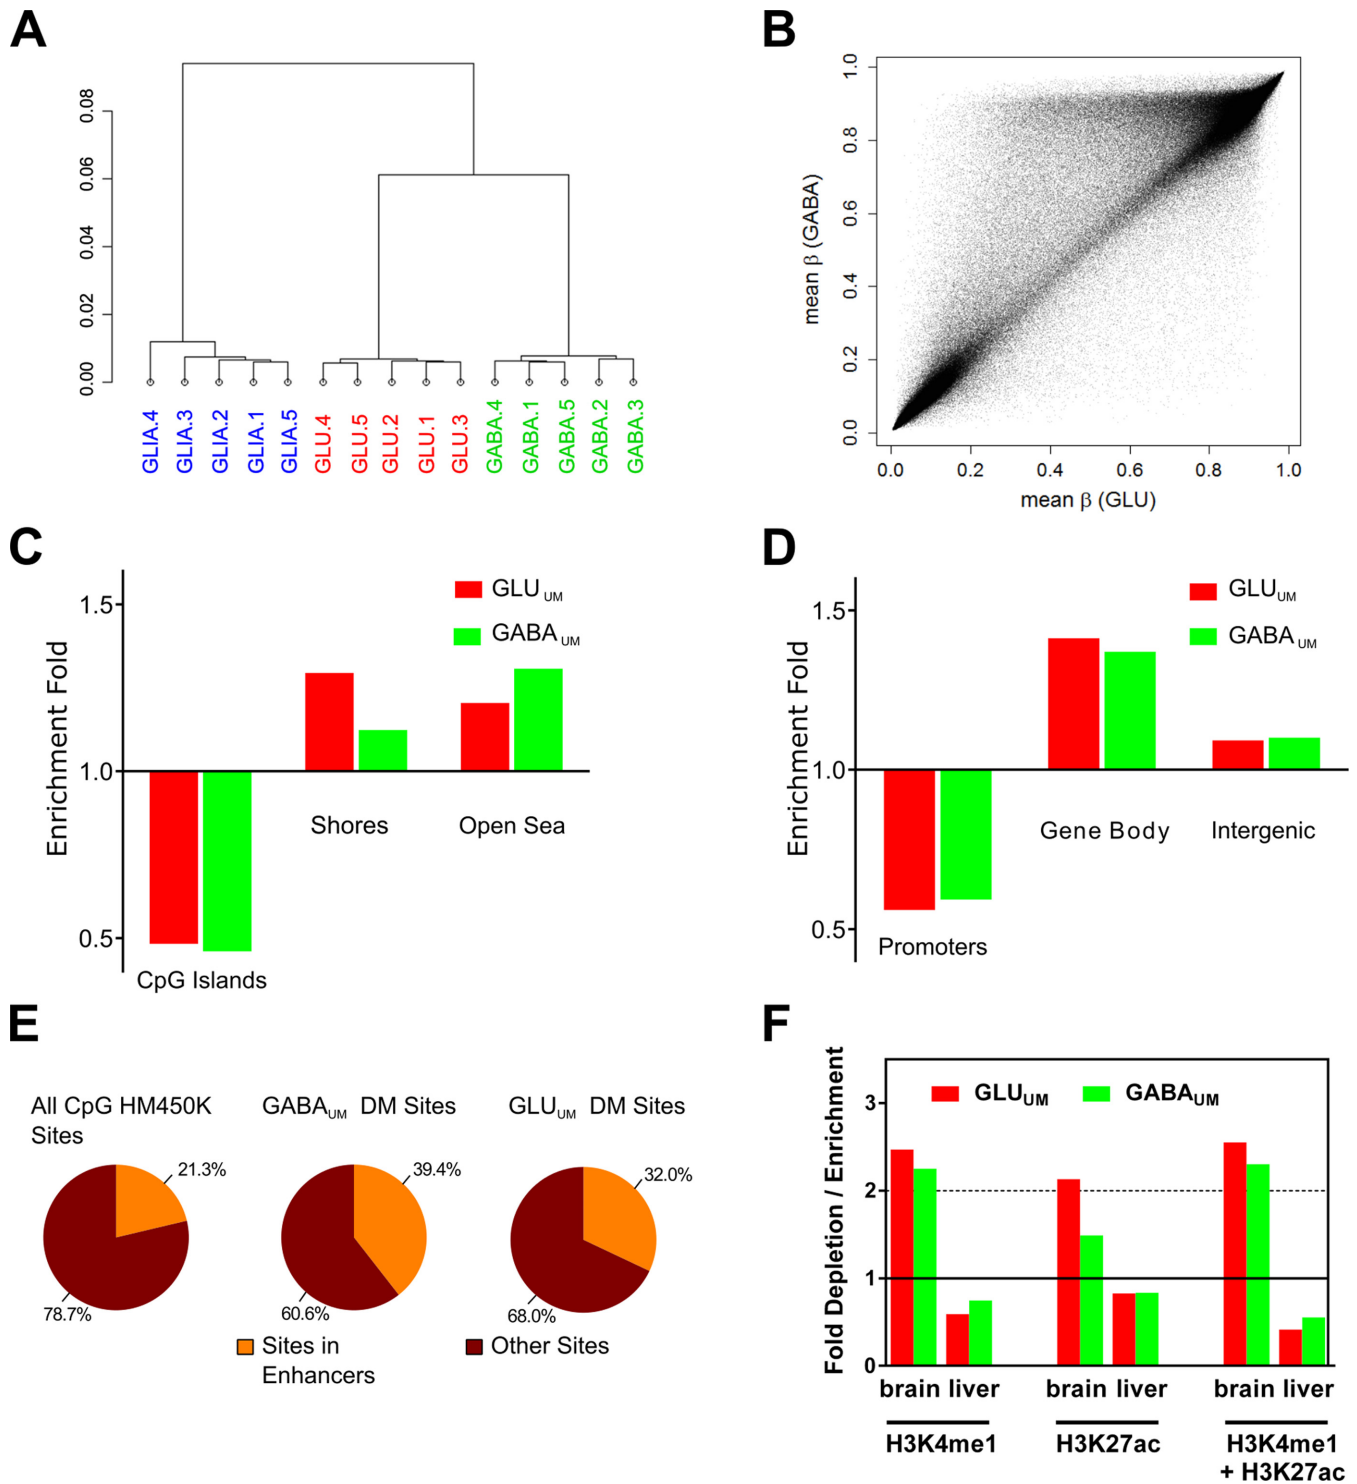 A
0.00
0.02
0.04
0.06
0.08
GLIA.4
GLIA.3
GLIA.2
GLIA.1
GLIA.5
GLU.4
GLU.5
GLU.2
GLU.1
GLU.3
GABA.4
GABA.1
GABA.5
GABA.2
GABA.3
B
mean β (GABA)
1.0
0.8
0.6
0.4
0.2
0.0
0.0 0.2 0.4 0.6 0.8 1.0
mean β (GLU)
C
Enrichment Fold
1.5
1.0
0.5
GLU UM
GABA UM
Shores
Open Sea
CpG Islands
D
Enrichment Fold
1.5
1.0
0.5
GLU UM
GABA UM
Gene Body
Intergenic
Promoters
E
All CpG HM450K
Sites
21.3%
78.7%
GABA UM DM Sites
39.4%
60.6%
GLU UM DM Sites
32.0%
68.0%
Sites in
Enhancers
Other Sites
F
Fold Depletion / Enrichment
3
2
1
0
GLU UM
GABA UM
brain liver
brain liver
brain liver
H3K4me1
H3K27ac
H3K4me1
+ H3K27ac